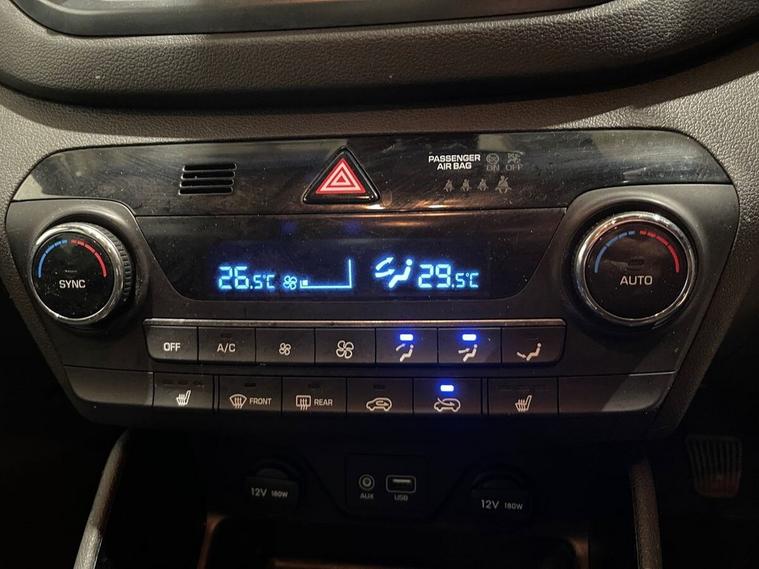 PASSENGER
AIR BAG
ON OFF
26.5°C
29.5°C
SYNC
AUTO
OFF
A/C
FRONT
REAR
12V 180W
AUX
USB
12V 180W